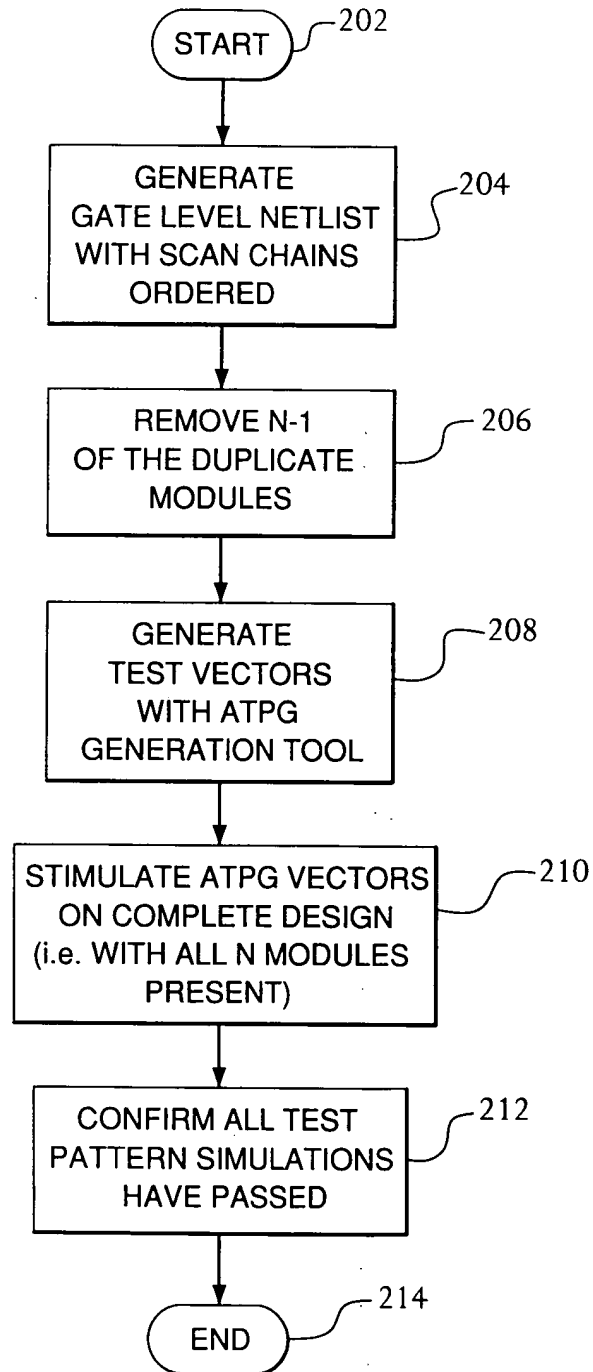 START
202
GENERATE
GATE LEVEL NETLIST
WITH SCAN CHAINS
ORDERED
204
REMOVE N-1
OF THE DUPLICATE
MODULES
206
GENERATE
TEST VECTORS
WITH ATPG
GENERATION TOOL
208
STIMULATE ATPG VECTORS
ON COMPLETE DESIGN
(i.e. WITH ALL N MODULES
PRESENT)
210
CONFIRM ALL TEST
PATTERN SIMULATIONS
HAVE PASSED
212
END
214